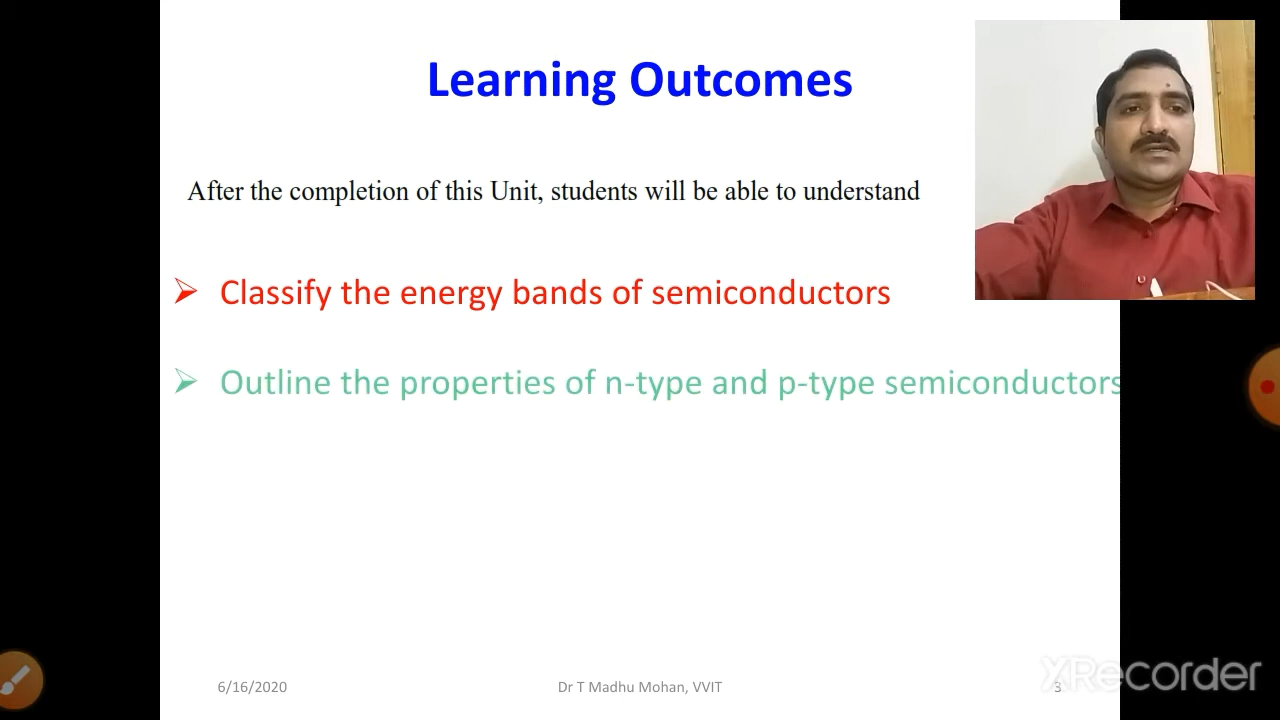 Learning Outcomes
After the completion of this Unit, students will be able to understand
➢ Classify the energy bands of semiconductors
➢ Outline the properties of n-type and p-type semiconductors
6/16/2020
Dr T Madhu Mohan, VVIT
3
XRecorder